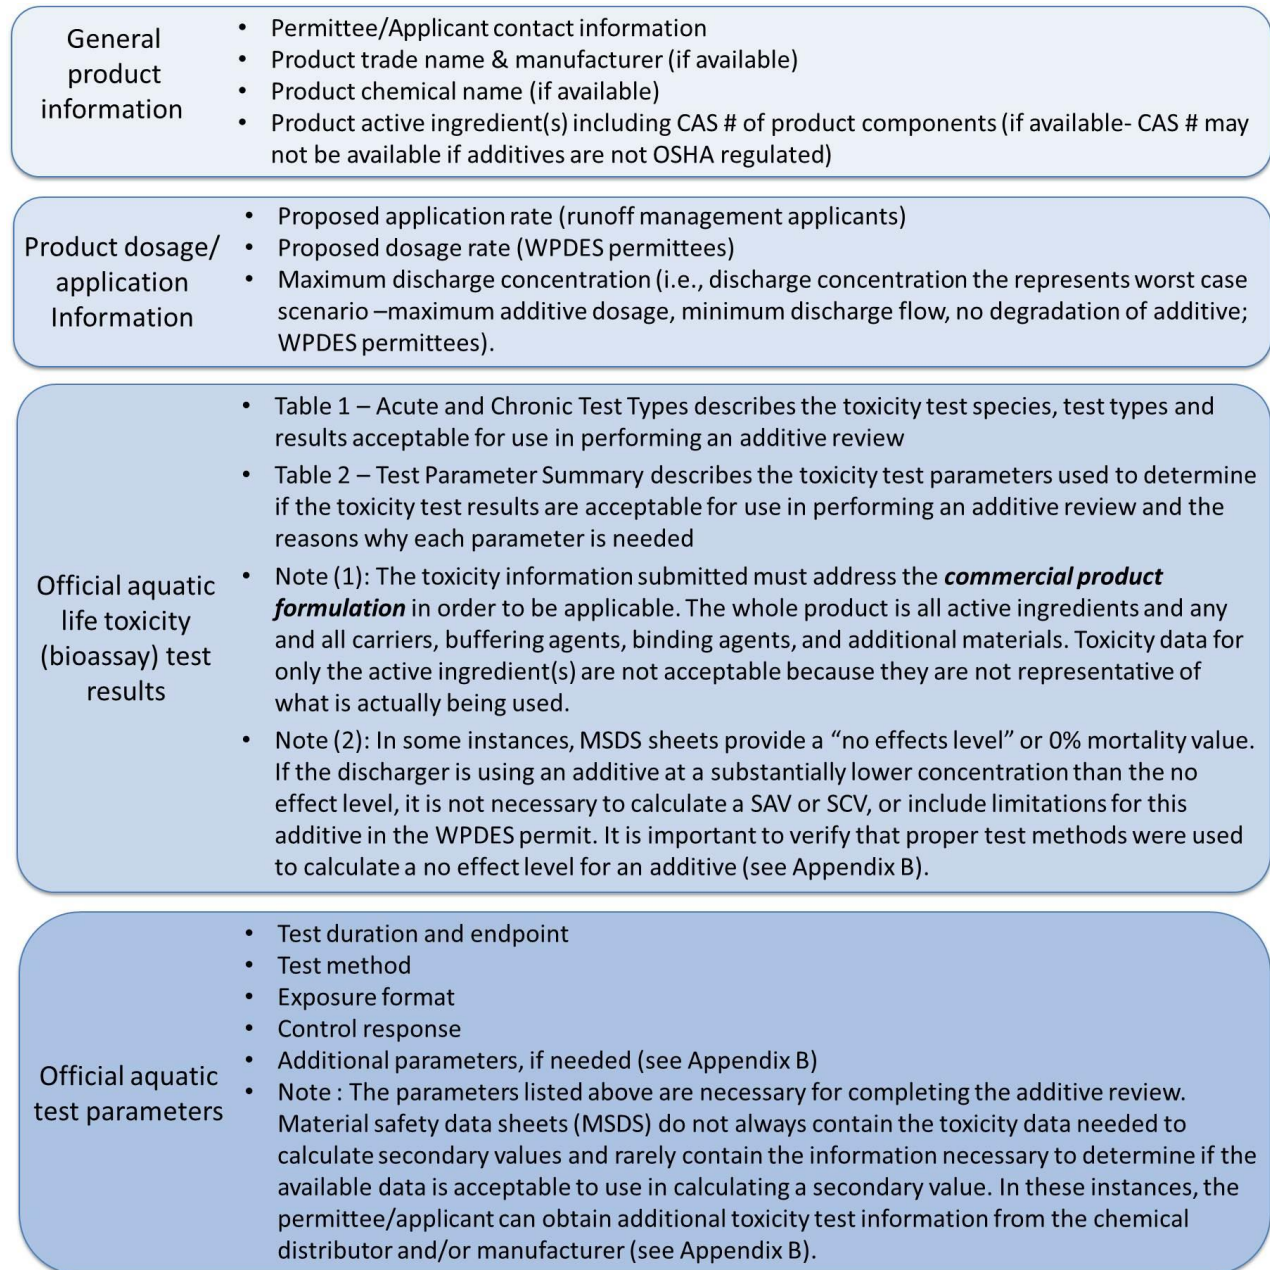 General
product
information
• Permittee/Applicant contact information
• Product trade name & manufacturer (if available)
• Product chemical name (if available)
• Product active ingredient(s) including CAS # of product components (if available- CAS # may
not be available if additives are not OSHA regulated)
Product dosage/
application
Information
• Proposed application rate (runoff management applicants)
• Proposed dosage rate (WPDES permittees)
• Maximum discharge concentration (i.e., discharge concentration the represents worst case
scenario –maximum additive dosage, minimum discharge flow, no degradation of additive;
WPDES permittees).
Official aquatic
life toxicity
(bioassay) test
results
• Table 1 – Acute and Chronic Test Types describes the toxicity test species, test types and
results acceptable for use in performing an additive review
• Table 2 – Test Parameter Summary describes the toxicity test parameters used to determine
if the toxicity test results are acceptable for use in performing an additive review and the
reasons why each parameter is needed
• Note (1): The toxicity information submitted must address the commercial product
formulation in order to be applicable. The whole product is all active ingredients and any
and all carriers, buffering agents, binding agents, and additional materials. Toxicity data for
only the active ingredient(s) are not acceptable because they are not representative of
what is actually being used.
• Note (2): In some instances, MSDS sheets provide a “no effects level” or 0% mortality value.
If the discharger is using an additive at a substantially lower concentration than the no
effect level, it is not necessary to calculate a SAV or SCV, or include limitations for this
additive in the WPDES permit. It is important to verify that proper test methods were used
to calculate a no effect level for an additive (see Appendix B).
Official aquatic
test parameters
• Test duration and endpoint
• Test method
• Exposure format
• Control response
• Additional parameters, if needed (see Appendix B)
• Note : The parameters listed above are necessary for completing the additive review.
Material safety data sheets (MSDS) do not always contain the toxicity data needed to
calculate secondary values and rarely contain the information necessary to determine if the
available data is acceptable to use in calculating a secondary value. In these instances, the
permittee/applicant can obtain additional toxicity test information from the chemical
distributor and/or manufacturer (see Appendix B).